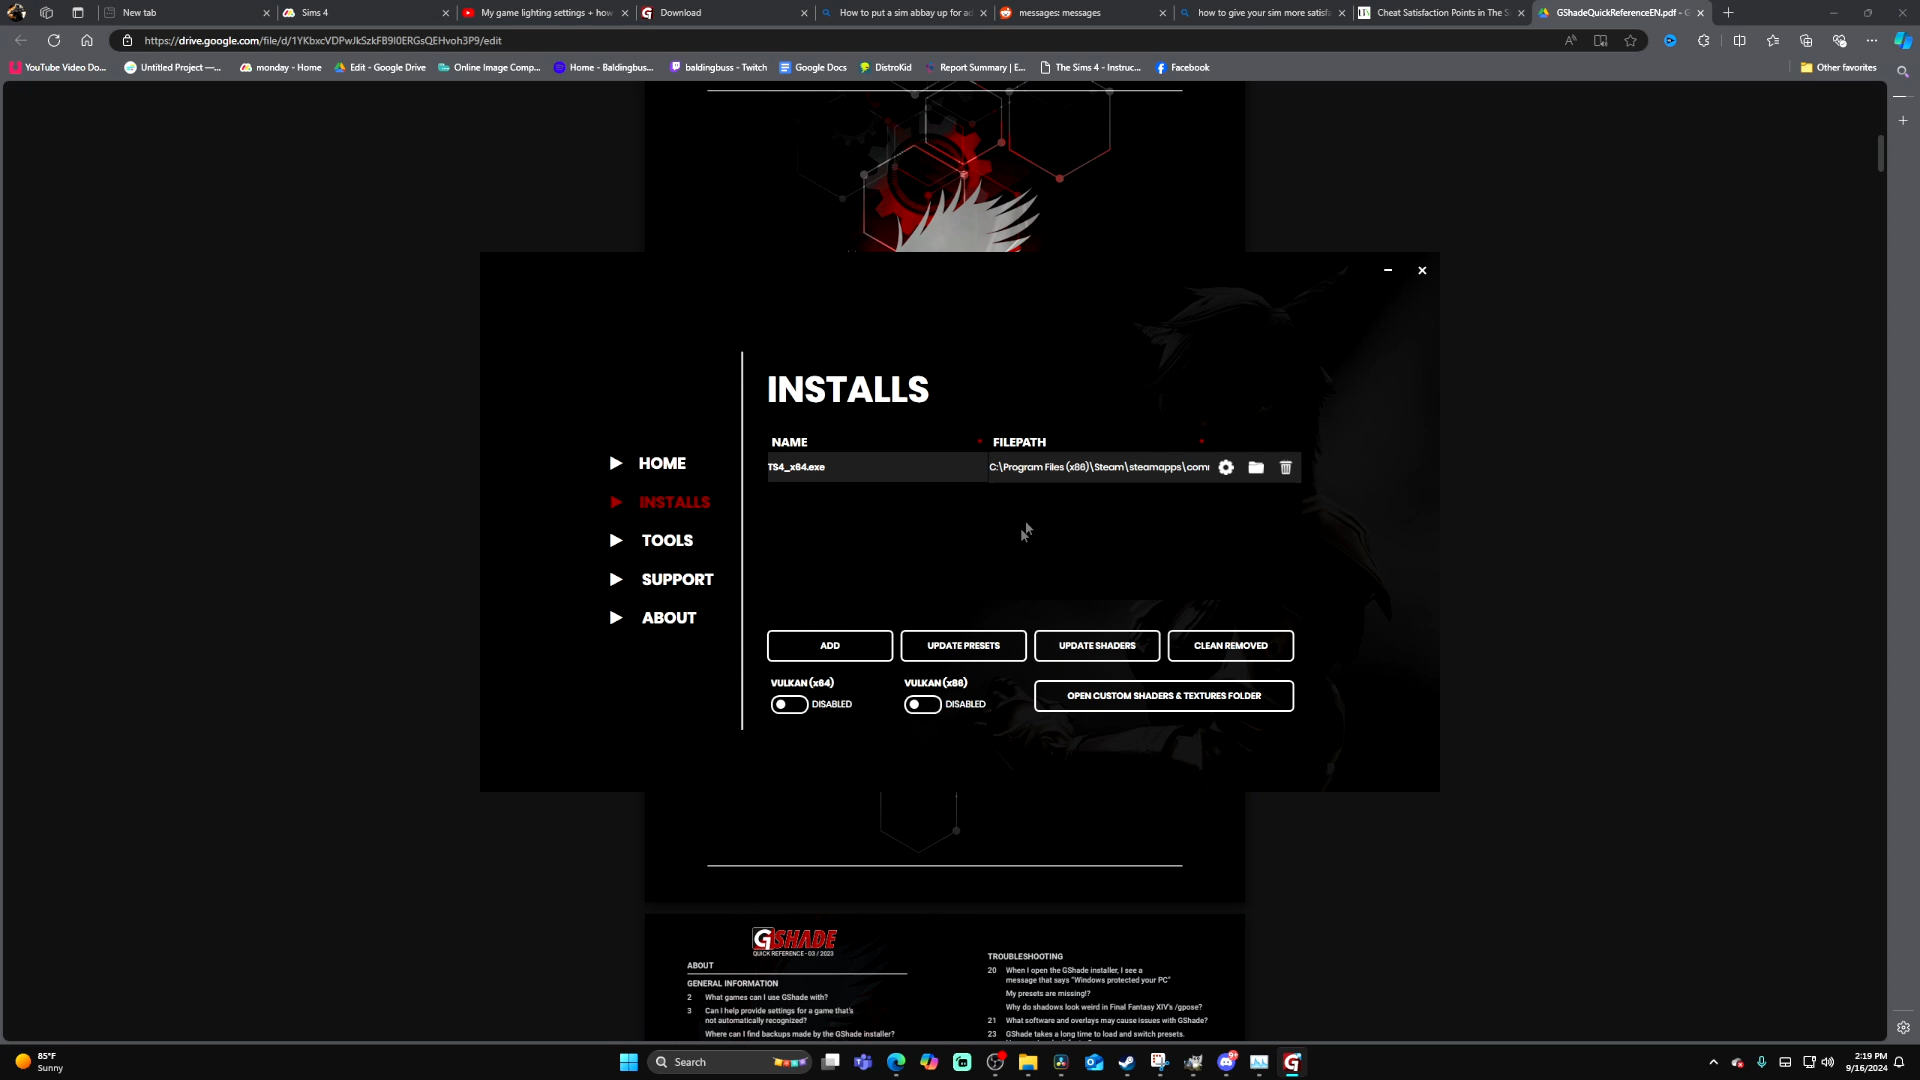 New tab
Sims 4
My game lighting settings + how
Download
How to put a sim abbay up for ad
messages: messages
how to give your sim more satisfa
Cheat Satisfaction Points in The S
GShadeQuickReferenceEN.pdf - G
https://drive.google.com/file/d/1YKbxcVDPwJkSzkFB9I0ERGsQEHvoh3P9/edit
YouTube Video Do...
Untitled Project —...
monday - Home
Edit - Google Drive
Online Image Comp...
Home - Baldingbus...
baldingbuss - Twitch
Google Docs
DistroKid
Report Summary | E...
The Sims 4 - Instruc...
Facebook
Other favorites
INSTALLS
NAME
FILEPATH
TS4_x64.exe
C:\Program Files (x86)\Steam\steamapps\com
HOME
INSTALLS
TOOLS
SUPPORT
ABOUT
ADD
UPDATE PRESETS
UPDATE SHADERS
CLEAN REMOVED
VULKAN (x64)
DISABLED
VULKAN (x86)
DISABLED
OPEN CUSTOM SHADERS & TEXTURES FOLDER
GSHADE
QUICK REFERENCE - 03 / 2023
ABOUT
GENERAL INFORMATION
2 What games can I use GShade with?
3 Can I help provide settings for a game that's
not automatically recognized?
Where can I find backups made by the GShade installer?
TROUBLESHOOTING
20 When I open the GShade installer, I see a
message that says "Windows protected your PC"
My presets are missing!?
Why do shadows look weird in Final Fantasy XIV's /gpose?
21 What software and overlays may cause issues with GShade?
23 GShade takes a long time to load and switch presets.
85°F
Sunny
Search
2:19 PM
9/16/2024